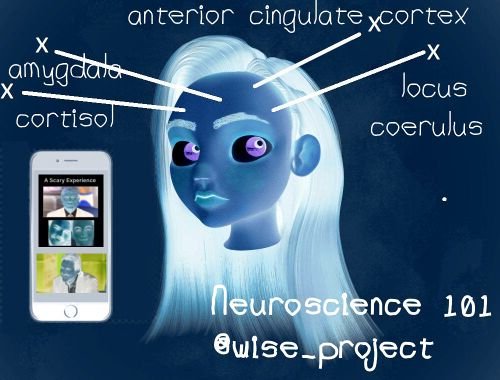 anterior cingulate cortex
x
x
x
amygdala
x
locus
cortisol
coerulus
A Scary Experience
Neuroscience 101
@wise_project